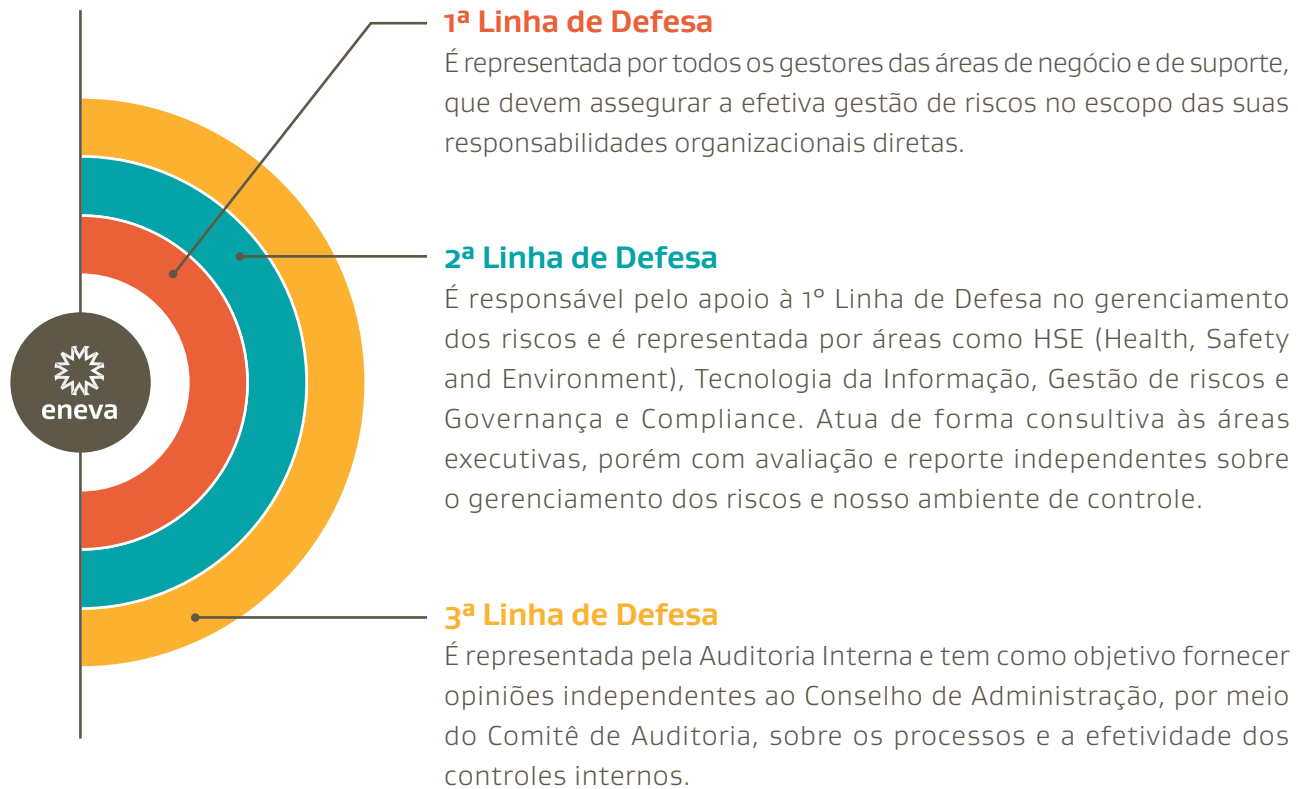 1ª Linha de Defesa
É representada por todos os gestores das áreas de negócio e de suporte,
que devem assegurar a efetiva gestão de riscos no escopo das suas
responsabilidades organizacionais diretas.
2ª Linha de Defesa
É responsável pelo apoio à 1º Linha de Defesa no gerenciamento
dos riscos e é representada por áreas como HSE (Health, Safety
and Environment), Tecnologia da Informação, Gestão de riscos e
Governança e Compliance. Atua de forma consultiva às áreas
executivas, porém com avaliação e reporte independentes sobre
o gerenciamento dos riscos e nosso ambiente de controle.
eneva
3ª Linha de Defesa
É representada pela Auditoria Interna e tem como objetivo fornecer
opiniões independentes ao Conselho de Administração, por meio
do Comitê de Auditoria, sobre os processos e a efetividade dos
controles internos.